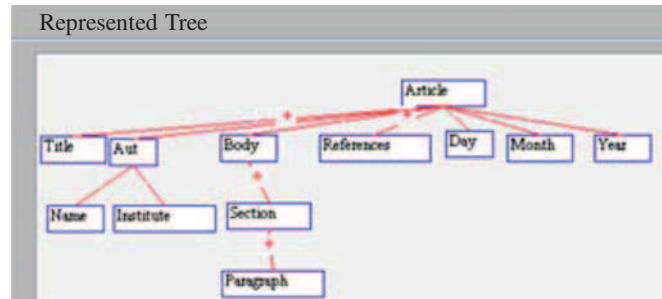 Represented Tree
Article
Title Aut Body References Day Month Year
Name Institute Section
Paragraph